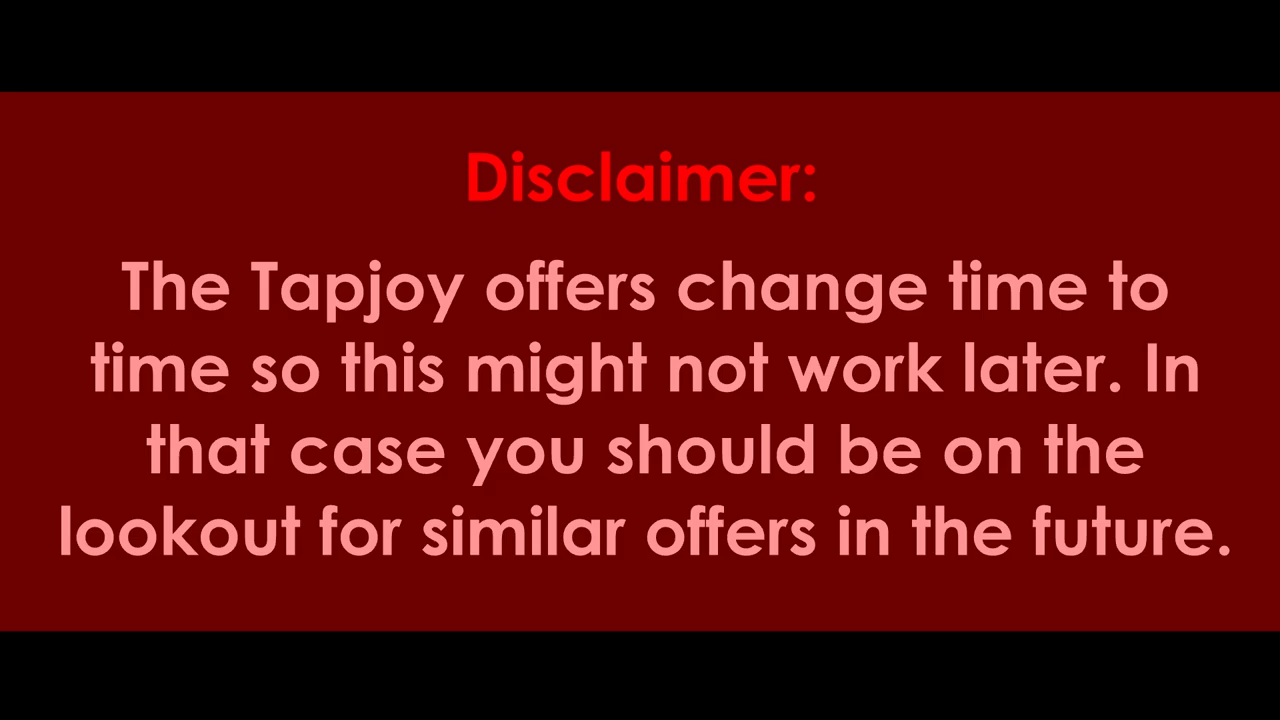 Disclaimer:
The Tapjoy offers change time to
time so this might not work later. In
that case you should be on the
lookout for similar offers in the future.